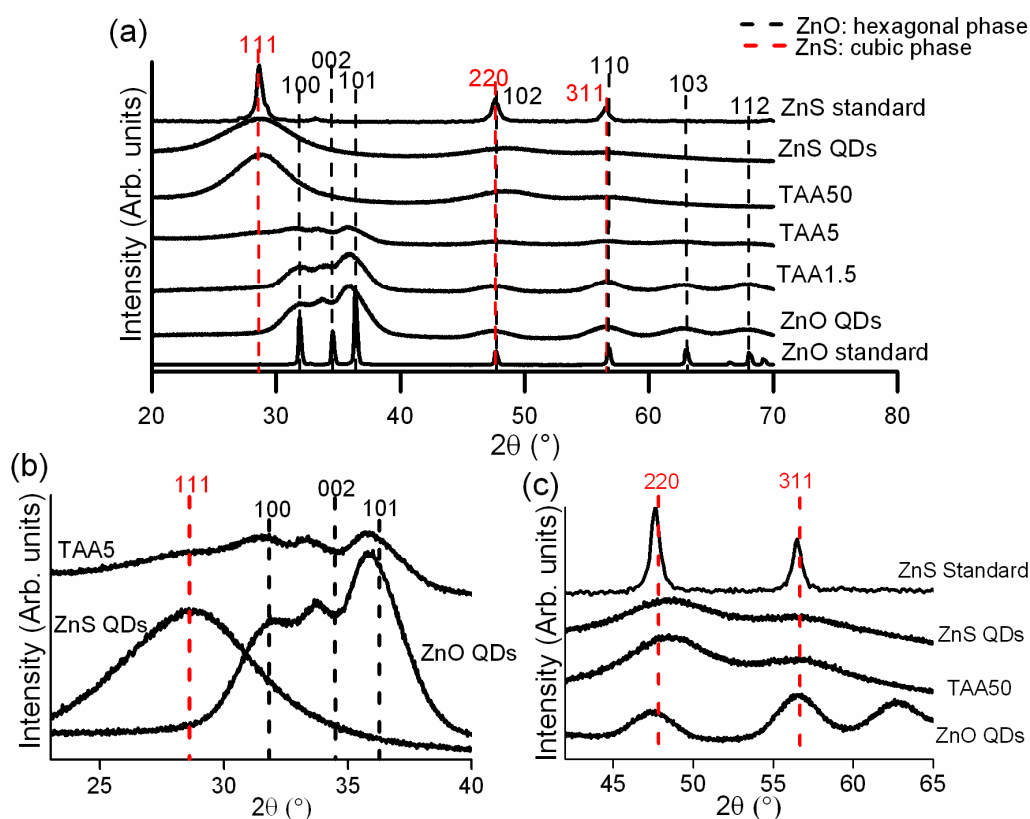 (a)
ZnO: hexagonal phase
ZnS: cubic phase
111
100
002
101
220
102
311
110
103
112
ZnS standard
ZnS QDs
TAA50
TAA5
TAA1.5
ZnO QDs
ZnO standard
Intensity (Arb. units)
20 30 40 50 60 70 80
2θ (°)
(b)
111
100
002
101
TAA5
ZnS QDs
ZnO QDs
Intensity (Arb. units)
25 30 35 40
2θ (°)
(c)
220
311
ZnS Standard
ZnS QDs
TAA50
ZnO QDs
Intensity (Arb. units)
45 50 55 60 65
2θ (°)